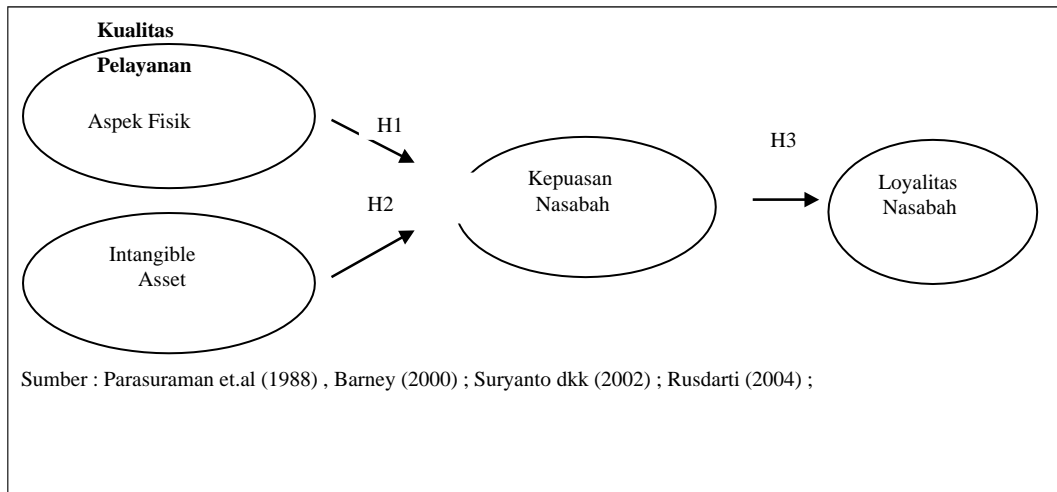 Kualitas
Pelayanan
Aspek Fisik
H1
H2
Intangible
Asset
Kepuasan
Nasabah
H3
Loyalitas
Nasabah
Sumber : Parasuraman et.al (1988) , Barney (2000) ; Suryanto dkk (2002) ; Rusdarti (2004) ;